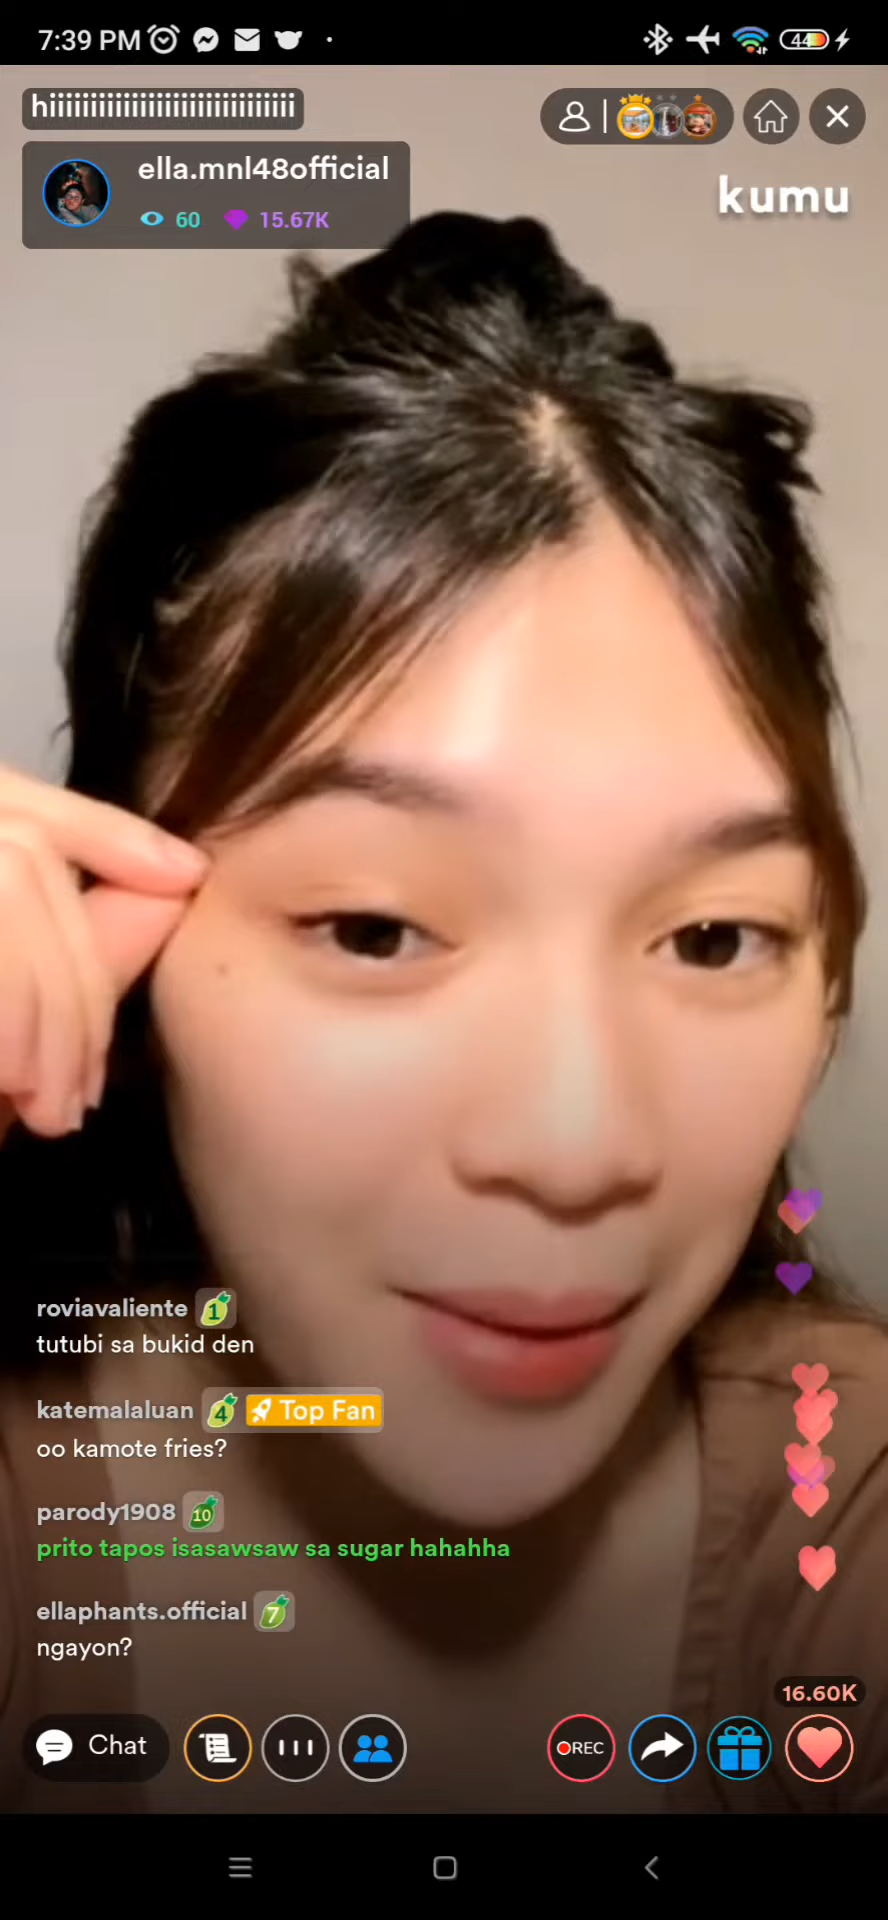 7:39 PM
44
hiiiiiiiiiiiiiiiiiiiiiiiiiiiiii
ella.mnl48official
60 15.67K
kumu
roviavaliente 1
tutubi sa bukid den
katemalaluan 4 Top Fan
oo kamote fries?
parody1908 10
prito tapos isasawsaw sa sugar hahahha
ellaphants.official 7
ngayon?
16.60K
Chat
REC